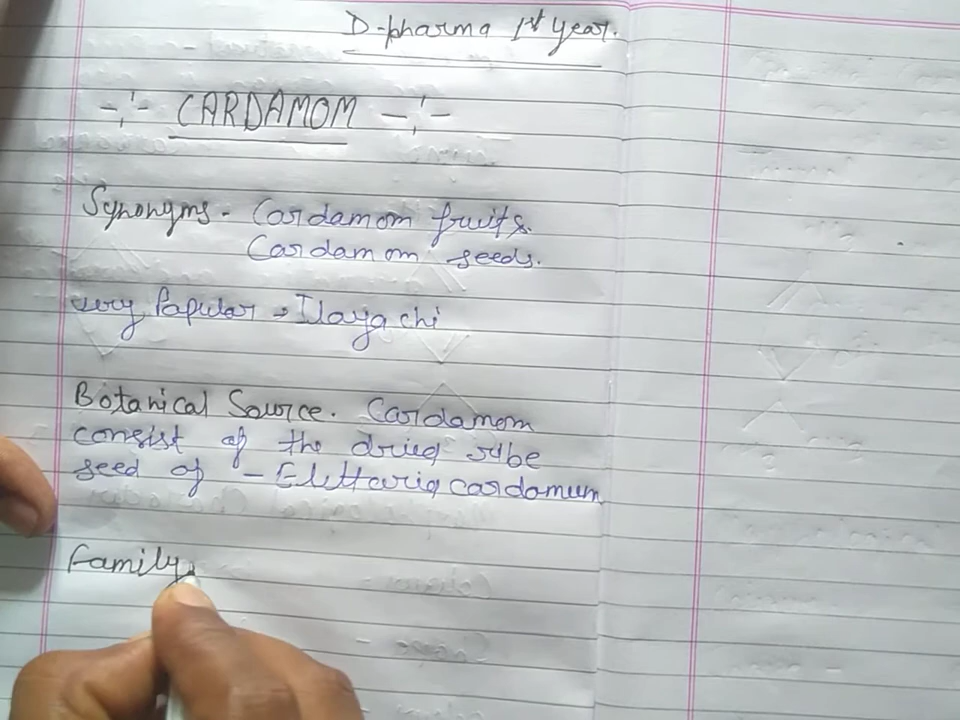 D-pharma 1st Year.
CARDAMOM
Synonyms - Cardamom fruits.
Cardamom seeds.
very Papular → Ilayachi
Botanical Source. Cardamom
consist of the dried ribe
seed of - Elettaria cardamum
Family